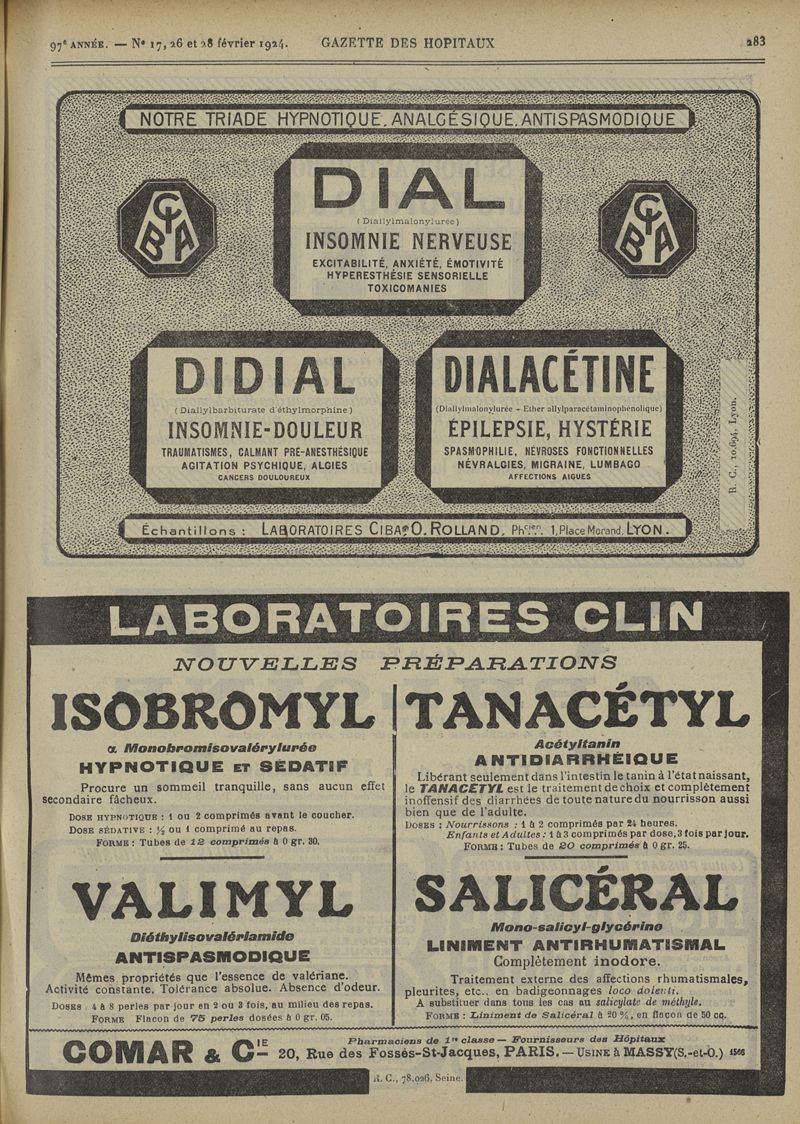 97e ANNÉE. — No 17, 26 et 28 février 1924. GAZETTE DES HOPITAUX 283
NOTRE TRIADE HYPNOTIQUE. ANALGÉSIQUE. ANTISPASMODIQUE
DIAL
(Diallylmalonylurée)
INSOMNIE NERVEUSE
EXCITABILITÉ, ANXIÉTÉ, ÉMOTIVITÉ
HYPERESTHÉSIE SENSORIELLE
TOXICOMANIES
CIBA
CIBA
DIDIAL
(Diallylbarbiturate d'éthylmorphine)
INSOMNIE-DOULEUR
TRAUMATISMES, CALMANT PRÉ-ANESTHÉSIQUE
AGITATION PSYCHIQUE, ALGIES
CANCERS DOULOUREUX
DIALACÉTINE
(Diallylmalonylurée + Ether allylparacétaminophénolique)
ÉPILEPSIE, HYSTÉRIE
SPASMOPHILIE, NÉVROSES FONCTIONNELLES
NÉVRALGIES, MIGRAINE, LUMBAGO
AFFECTIONS AIGUES
R. C., 10.694, Lyon.
Échantillons : LABORATOIRES CIBA, O. ROLLAND, Phcien, 1, Place Morand, LYON.
LABORATOIRES CLIN
NOUVELLES PRÉPARATIONS
ISOBROMYL
α Monobromisovalérylurée
HYPNOTIQUE ET SÉDATIF
Procure un sommeil tranquille, sans aucun effet
secondaire fâcheux.
DOSE HYPNOTIQUE : 1 ou 2 comprimés avant le coucher.
DOSE SÉDATIVE : ½ ou 1 comprimé au repas.
FORME : Tubes de 12 comprimés à 0 gr. 30.
TANACÉTYL
Acétyltanin
ANTIDIARRHÉIQUE
Libérant seulement dans l'intestin le tanin à l'état naissant,
le TANACÉTYL est le traitement de choix et complètement
inoffensif des diarrhées de toute nature du nourrisson aussi
bien que de l'adulte.
DOSES : Nourrissons : 1 à 2 comprimés par 24 heures.
Enfants et Adultes : 1 à 3 comprimés par dose, 3 fois par jour.
FORME : Tubes de 20 comprimés à 0 gr. 25.
VALIMYL
Diéthylisovalériamide
ANTISPASMODIQUE
Mêmes propriétés que l'essence de valériane.
Activité constante. Tolérance absolue. Absence d'odeur.
DOSES : 4 à 8 perles par jour en 2 ou 3 fois, au milieu des repas.
FORME Flacon de 75 perles dosées à 0 gr. 05.
SALICÉRAL
Mono-salicyl-glycérine
LINIMENT ANTIRHUMATISMAL
Complètement inodore.
Traitement externe des affections rhumatismales,
pleurites, etc.. en badigeonnages loco dolenti.
A substituer dans tous les cas au salicylate de méthyle.
FORME : Liniment de Salicéral à 20 %, en flacon de 50 cc.
COMAR & CIE
Pharmaciens de 1re classe — Fournisseurs des Hôpitaux
20, Rue des Fossés-St-Jacques, PARIS. — USINE à MASSY (S.-et-O.) 1566
R. C., 78.026, Seine.